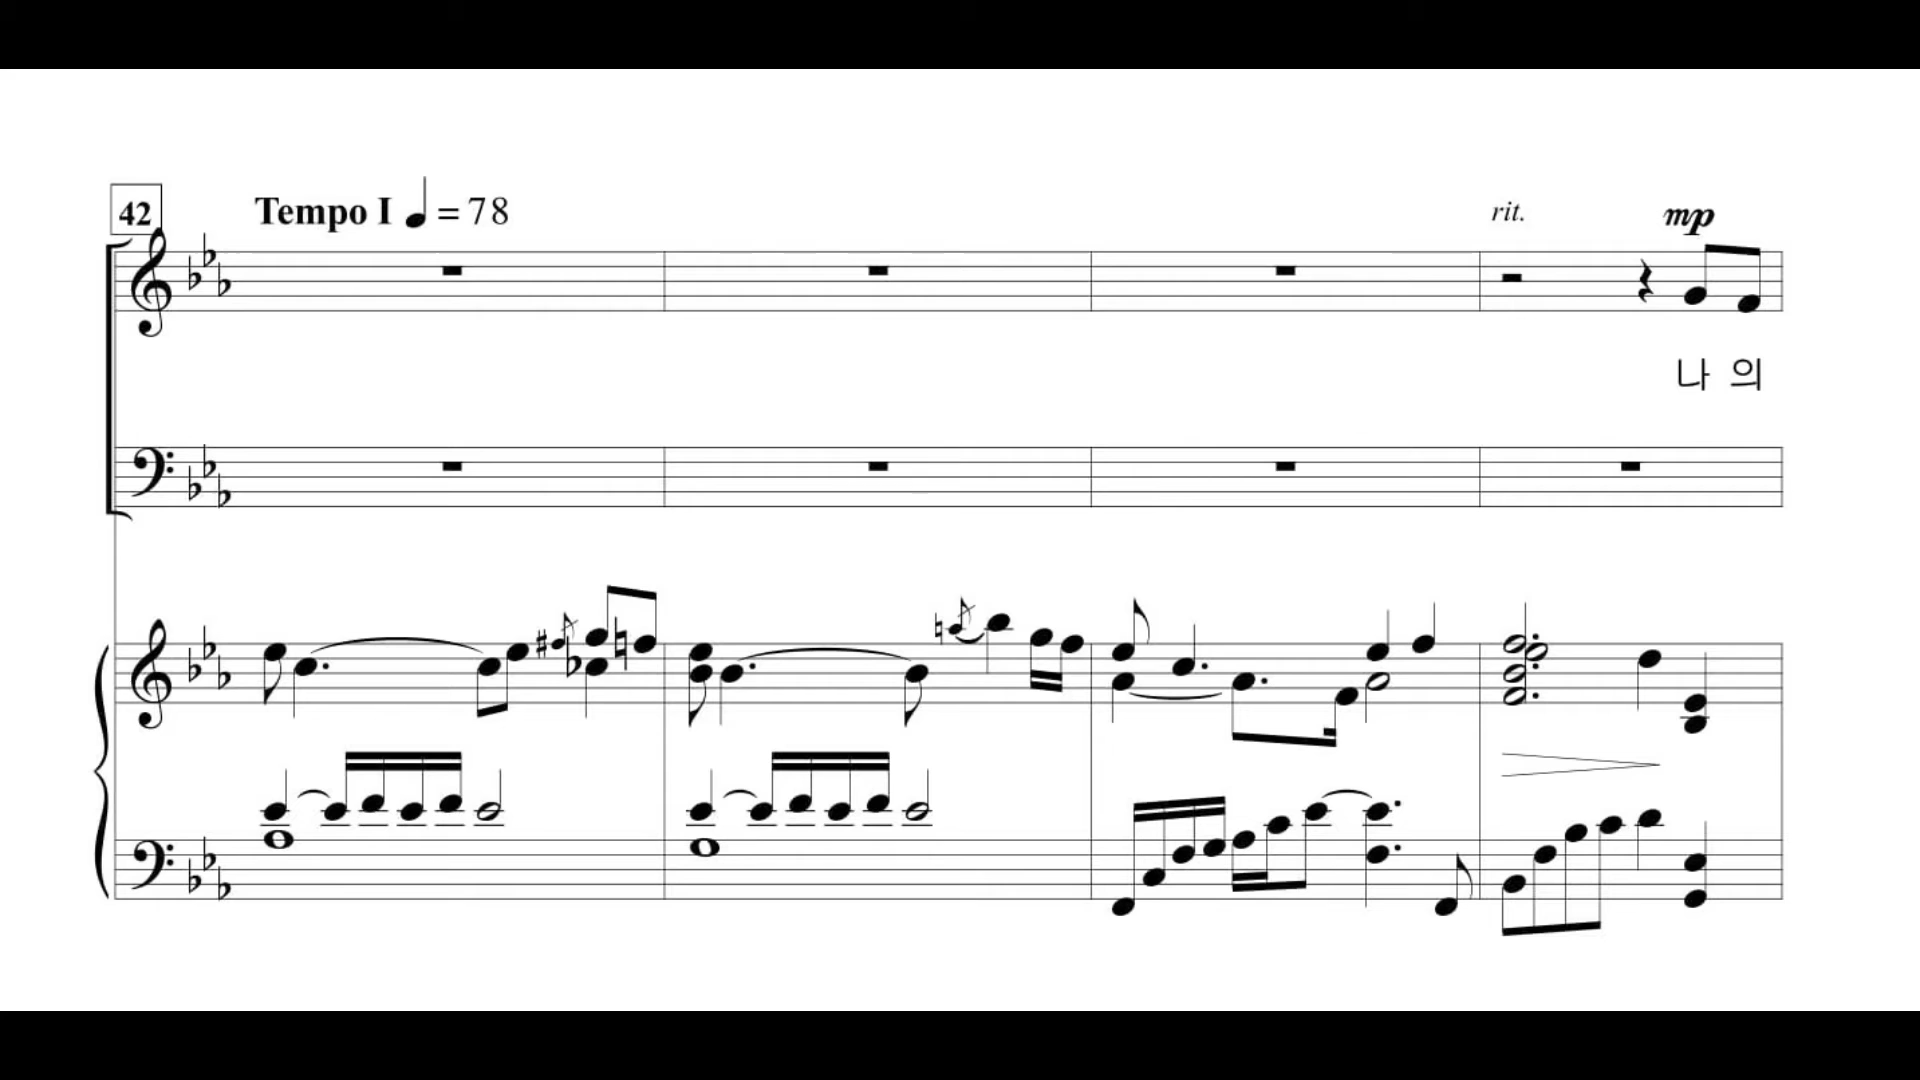 42
Tempo I ♩ = 78
rit. mp
나 의